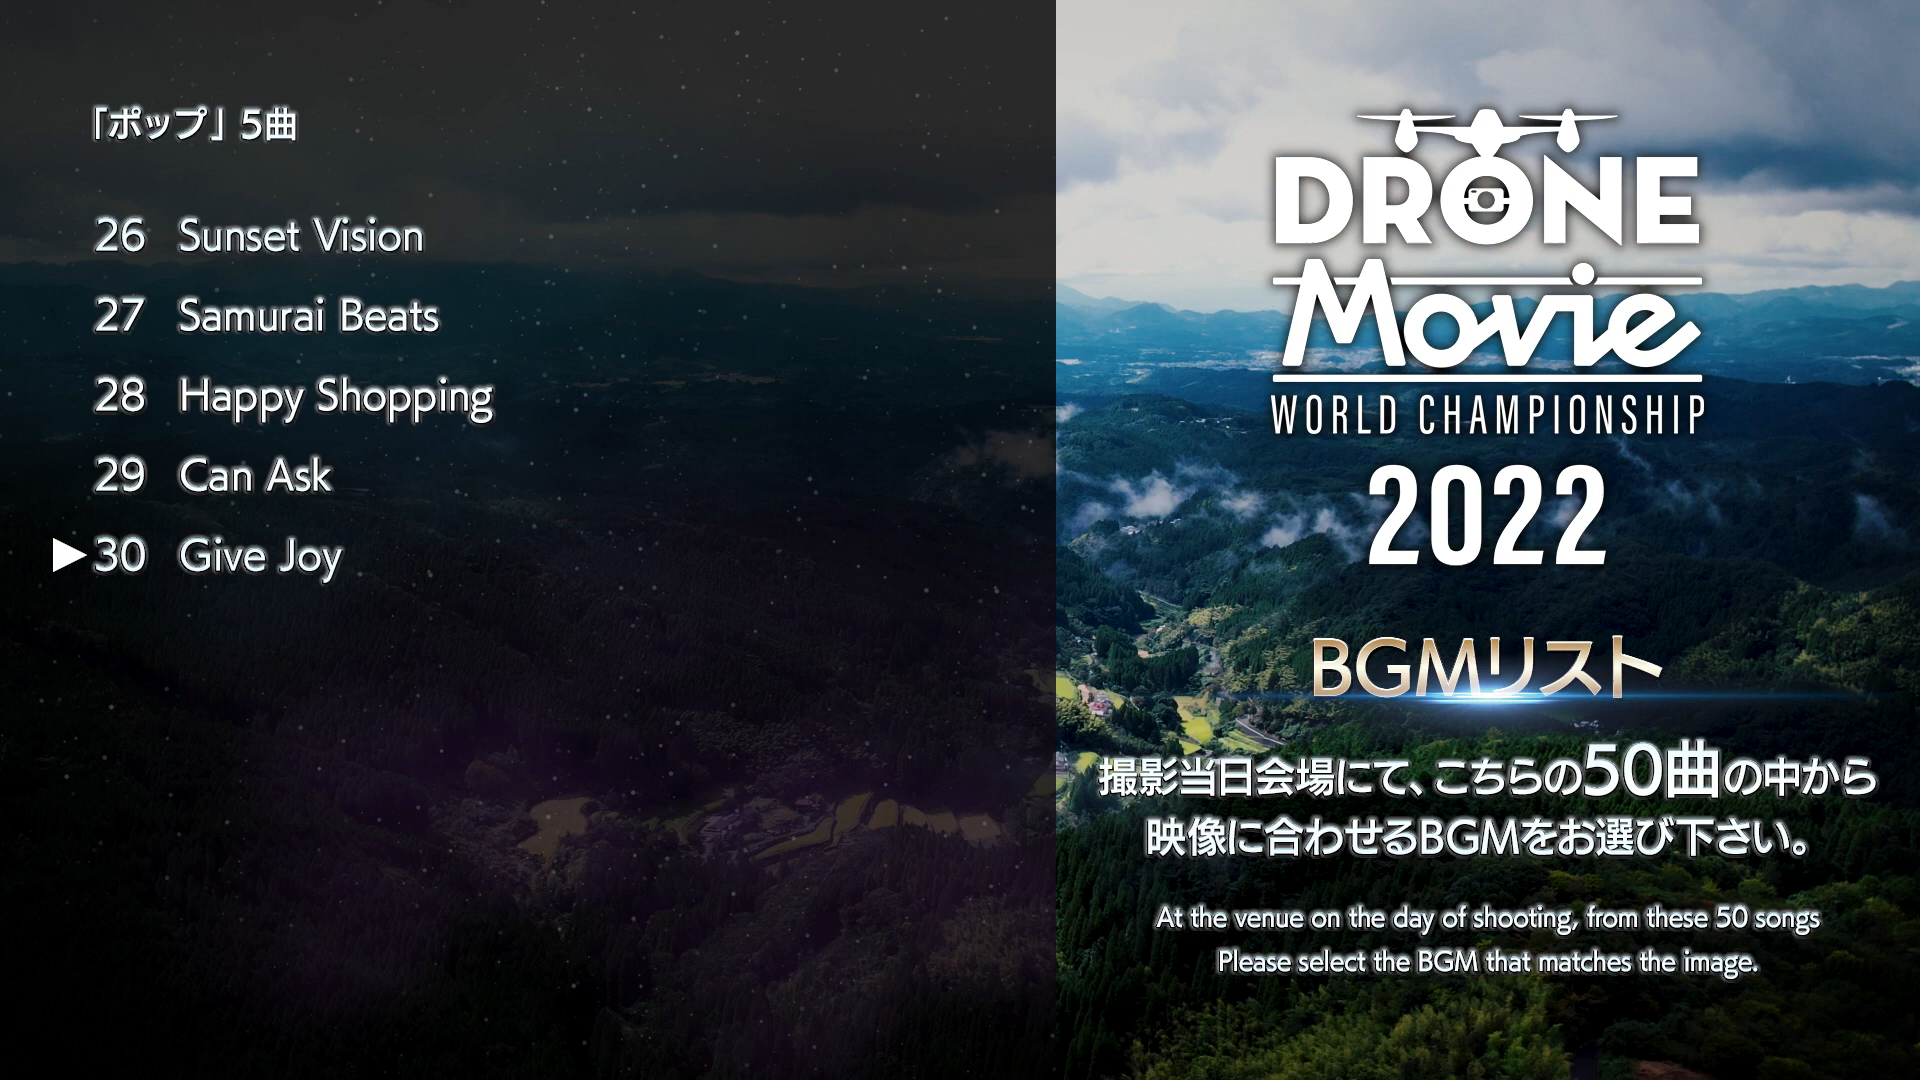 「ポップ」 5曲
26 Sunset Vision
27 Samurai Beats
28 Happy Shopping
29 Can Ask
▶30 Give Joy
DRONE
Movie
WORLD CHAMPIONSHIP
2022
BGMリスト
撮影当日会場にて、こちらの50曲の中から
映像に合わせるBGMをお選び下さい。
At the venue on the day of shooting, from these 50 songs
Please select the BGM that matches the image.